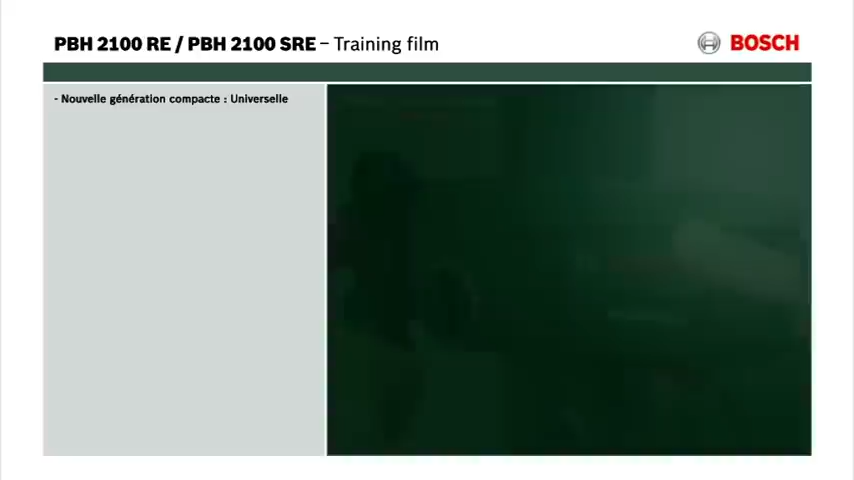 PBH 2100 RE / PBH 2100 SRE – Training film
BOSCH
- Nouvelle génération compacte : Universelle